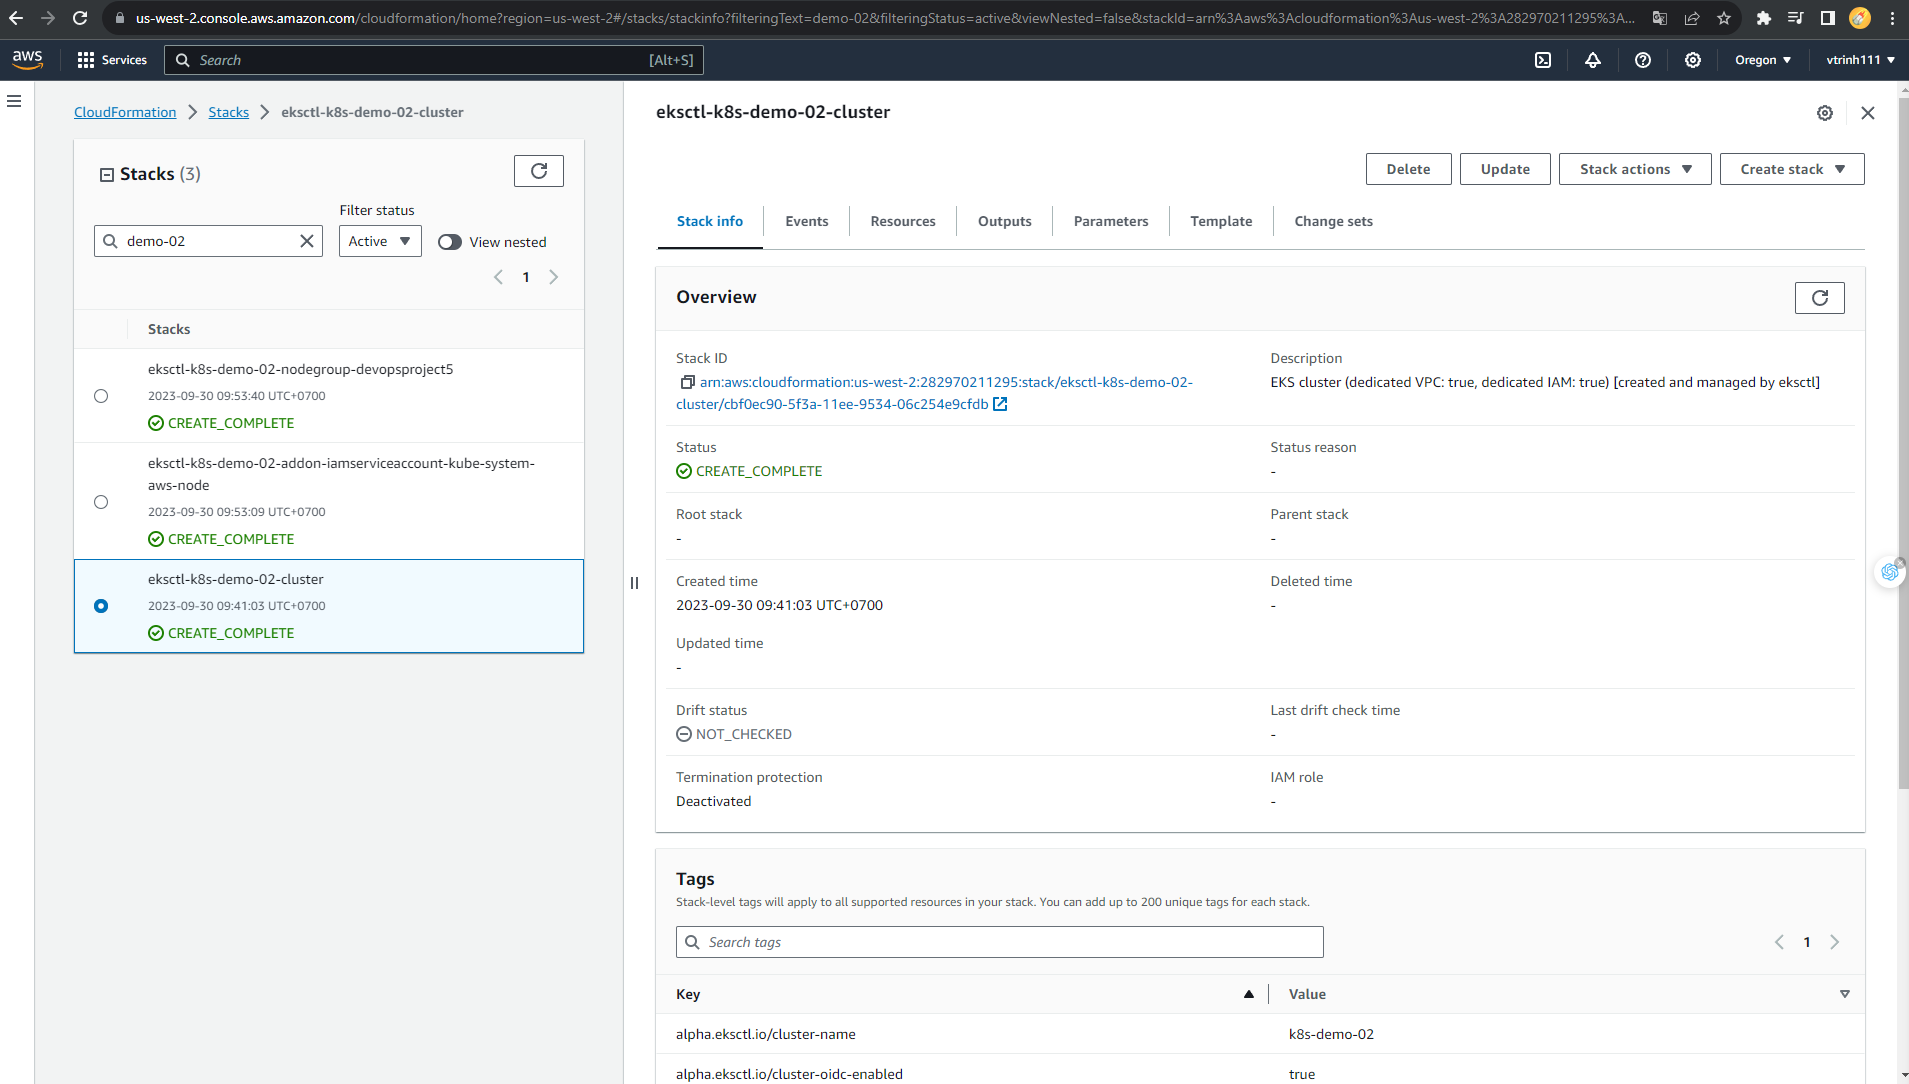 us-west-2.console.aws.amazon.com/cloudformation/home?region=us-west-2#/stacks/stackinfo?filteringText=demo-02&filteringStatus=active&viewNested=false&stackId=arn%3Aaws%3Acloudformation%3Aus-west-2%3A282970211295%3A...
aws
Services
Search
[Alt+S]
Oregon
vtrinh111
CloudFormation
Stacks
eksctl-k8s-demo-02-cluster
Stacks (3)
Filter status
demo-02
Active
View nested
1
Stacks
eksctl-k8s-demo-02-nodegroup-devopsproject5
2023-09-30 09:53:40 UTC+0700
CREATE_COMPLETE
eksctl-k8s-demo-02-addon-iamserviceaccount-kube-system-
aws-node
2023-09-30 09:53:09 UTC+0700
CREATE_COMPLETE
eksctl-k8s-demo-02-cluster
2023-09-30 09:41:03 UTC+0700
CREATE_COMPLETE
eksctl-k8s-demo-02-cluster
Delete
Update
Stack actions
Create stack
Stack info
Events
Resources
Outputs
Parameters
Template
Change sets
Overview
Stack ID
arn:aws:cloudformation:us-west-2:282970211295:stack/eksctl-k8s-demo-02-
cluster/cbf0ec90-5f3a-11ee-9534-06c254e9cfdb
Description
EKS cluster (dedicated VPC: true, dedicated IAM: true) [created and managed by eksctl]
Status
CREATE_COMPLETE
Status reason
-
Root stack
-
Parent stack
-
Created time
2023-09-30 09:41:03 UTC+0700
Deleted time
-
Updated time
-
Drift status
NOT_CHECKED
Last drift check time
-
Termination protection
Deactivated
IAM role
-
Tags
Stack-level tags will apply to all supported resources in your stack. You can add up to 200 unique tags for each stack.
Search tags
1
Key
Value
alpha.eksctl.io/cluster-name
k8s-demo-02
alpha.eksctl.io/cluster-oidc-enabled
true